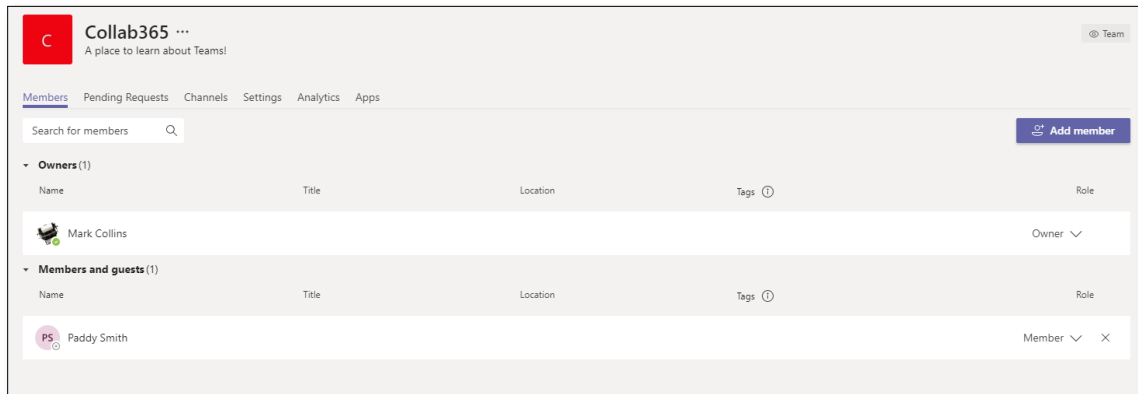 C
Collab365 ...
A place to learn about Teams!
Team
Members Pending Requests Channels Settings Analytics Apps
Search for members
Add member
Owners (1)
Name Title Location Tags Role
Mark Collins Owner
Members and guests (1)
Name Title Location Tags Role
PS Paddy Smith Member